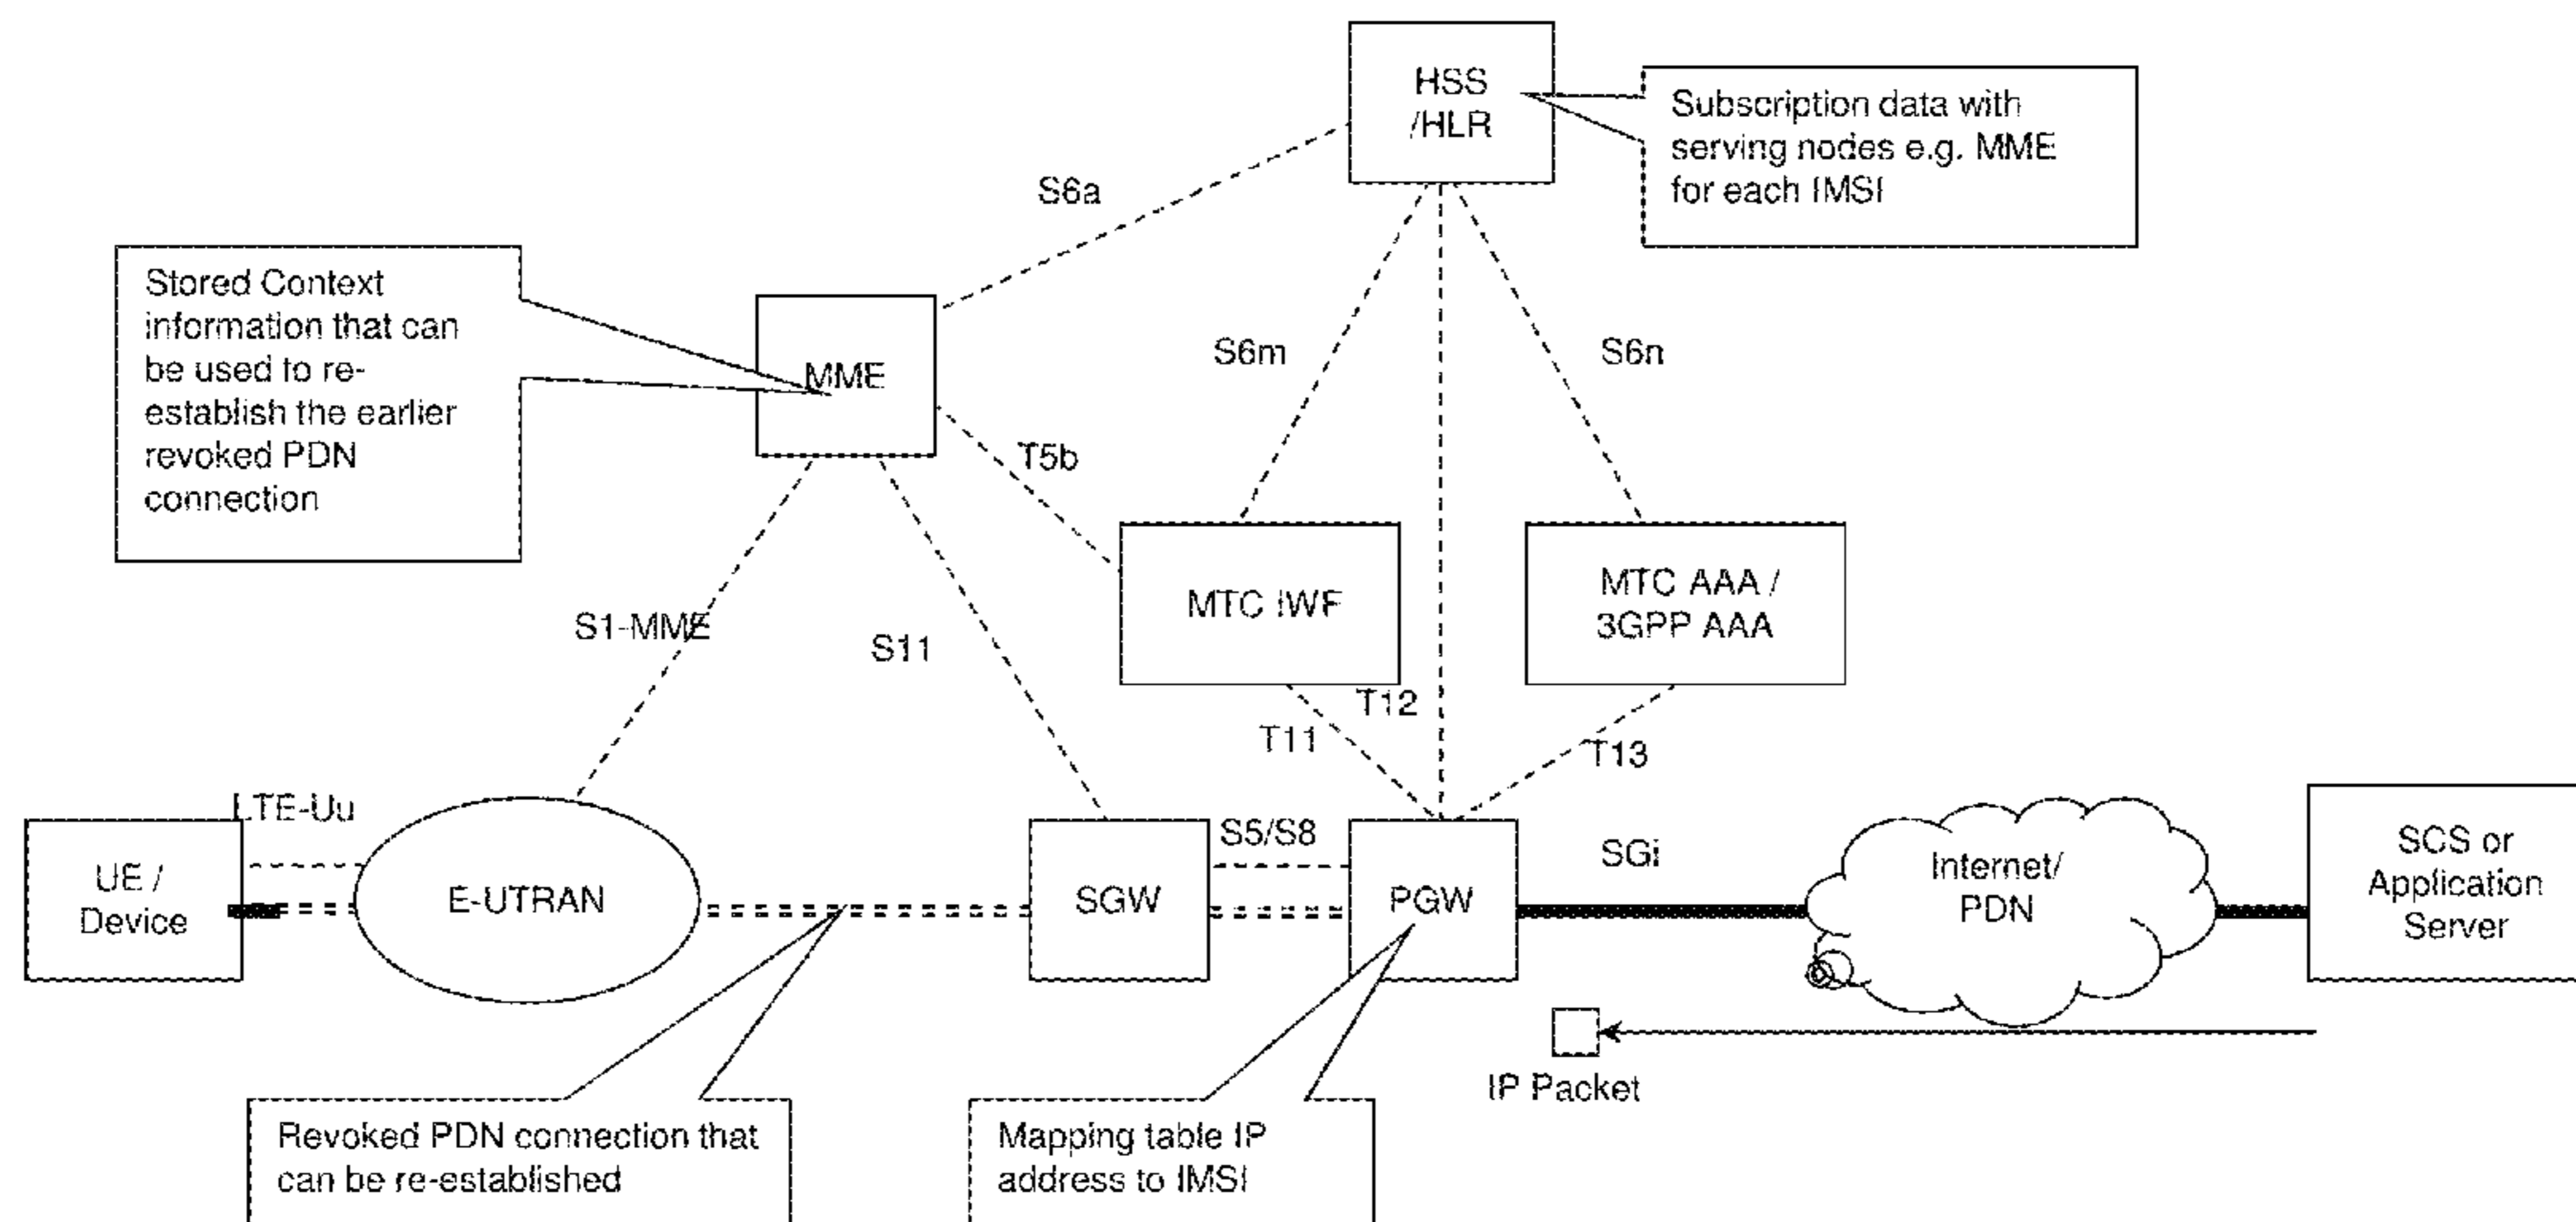 HSS
/HLR
Subscription data with
serving nodes e.g. MME
for each IMSI
S6a
Stored Context
information that can
be used to re-
establish the earlier
revoked PDN
connection
MME
S6m
S6n
T5b
MTC IWF
MTC AAA /
3GPP AAA
S1-MME
S11
T12
T11
T13
LTE-Uu
UE /
Device
E-UTRAN
SGW
S5/S8
PGW
SGi
Internet/
PDN
SCS or
Application
Server
IP Packet
Revoked PDN connection that
can be re-established
Mapping table IP
address to IMSI